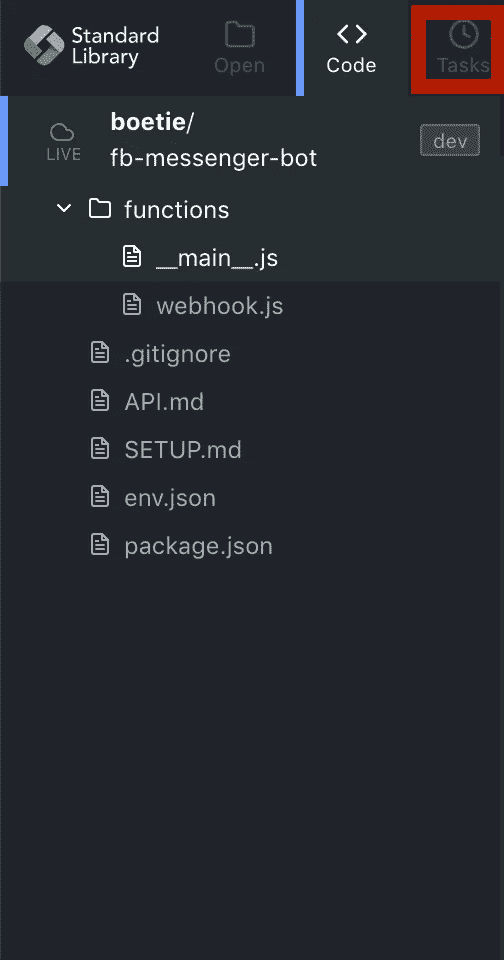 Standard
Library
Open
Code
Tasks
LIVE
boetie/
fb-messenger-bot
dev
functions
__main__.js
webhook.js
.gitignore
API.md
SETUP.md
env.json
package.json